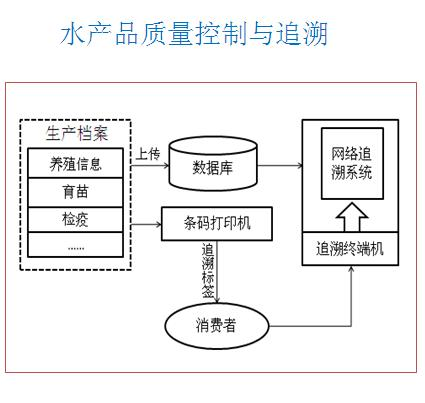 水产品质量控制与追溯
生产档案
养殖信息
育苗
检疫
......
上传
数据库
条码打印机
追溯标签
消费者
网络追
溯系统
追溯终端机